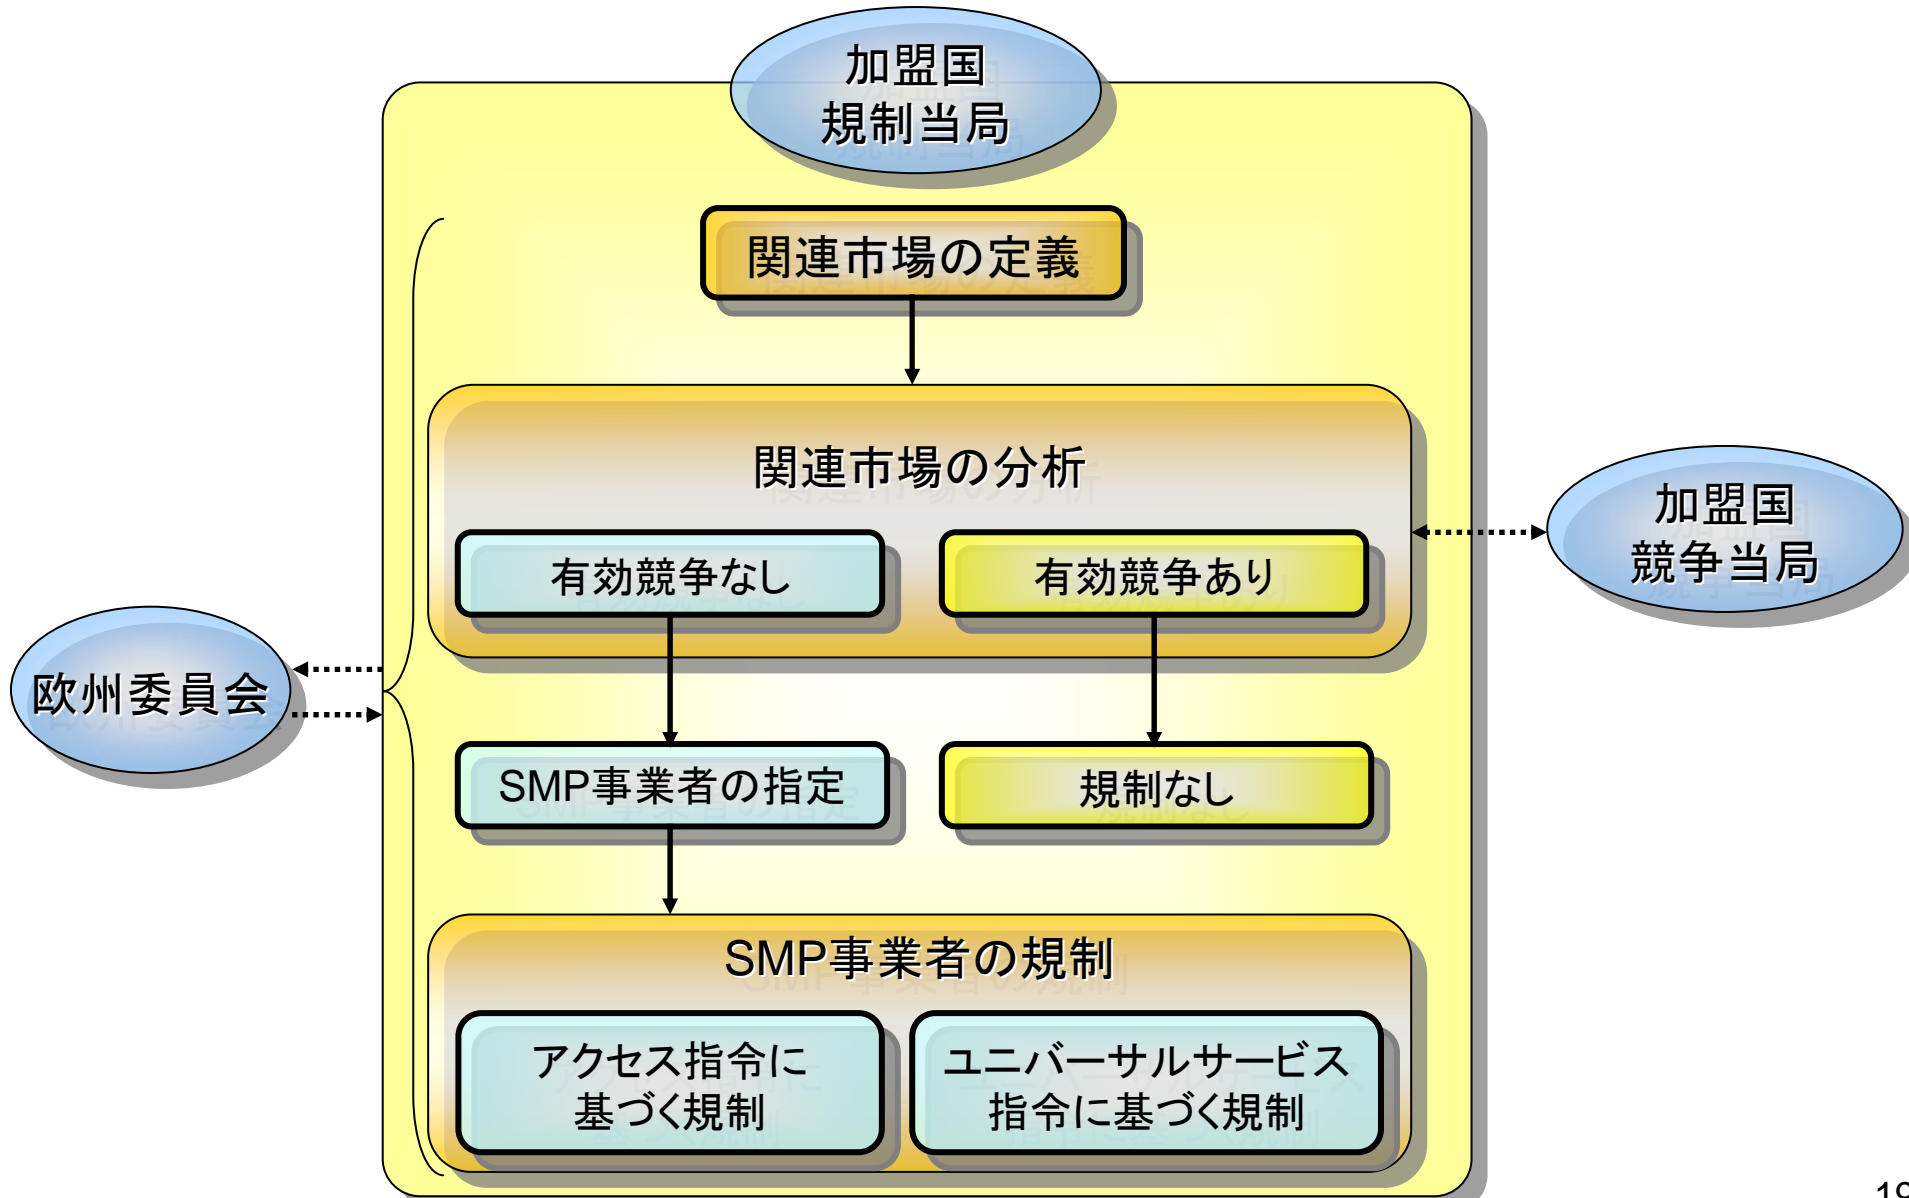 加盟国
規制当局
関連市場の定義
関連市場の分析
有効競争なし
有効競争あり
加盟国
競争当局
欧州委員会
SMP事業者の指定
規制なし
SMP事業者の規制
アクセス指令に
基づく規制
ユニバーサルサービス
指令に基づく規制